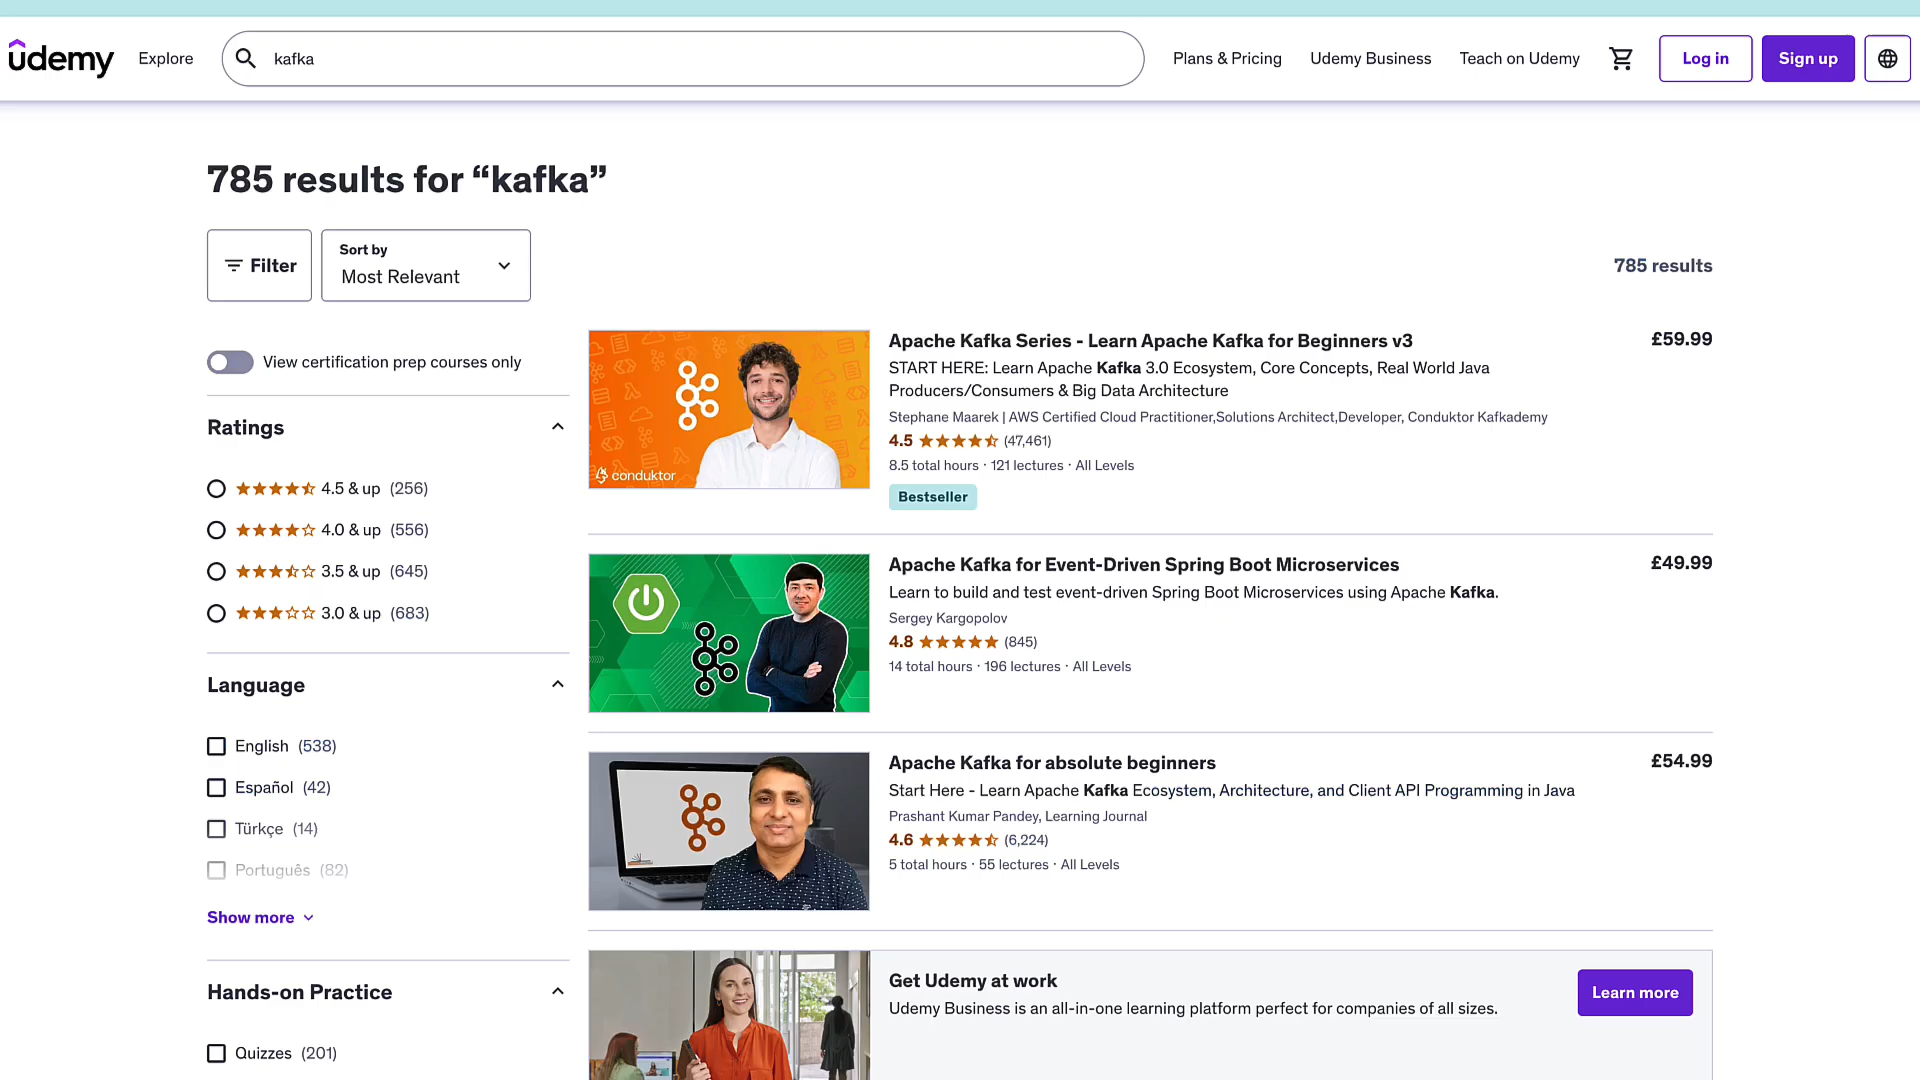 udemy
Explore
kafka
Plans & Pricing
Udemy Business
Teach on Udemy
Log in
Sign up
785 results for “kafka”
Filter
Sort by
Most Relevant
785 results
View certification prep courses only
Ratings
4.5 & up (256)
4.0 & up (556)
3.5 & up (645)
3.0 & up (683)
Language
English (538)
Español (42)
Türkçe (14)
Português (82)
Show more
Hands-on Practice
Quizzes (201)
conduktor
Apache Kafka Series - Learn Apache Kafka for Beginners v3
£59.99
START HERE: Learn Apache Kafka 3.0 Ecosystem, Core Concepts, Real World Java
Producers/Consumers & Big Data Architecture
Stephane Maarek | AWS Certified Cloud Practitioner,Solutions Architect,Developer, Conduktor Kafkademy
4.5 (47,461)
8.5 total hours · 121 lectures · All Levels
Bestseller
Apache Kafka for Event-Driven Spring Boot Microservices
£49.99
Learn to build and test event-driven Spring Boot Microservices using Apache Kafka.
Sergey Kargopolov
4.8 (845)
14 total hours · 196 lectures · All Levels
Apache Kafka for absolute beginners
£54.99
Start Here - Learn Apache Kafka Ecosystem, Architecture, and Client API Programming in Java
Prashant Kumar Pandey, Learning Journal
4.6 (6,224)
5 total hours · 55 lectures · All Levels
Get Udemy at work
Udemy Business is an all-in-one learning platform perfect for companies of all sizes.
Learn more